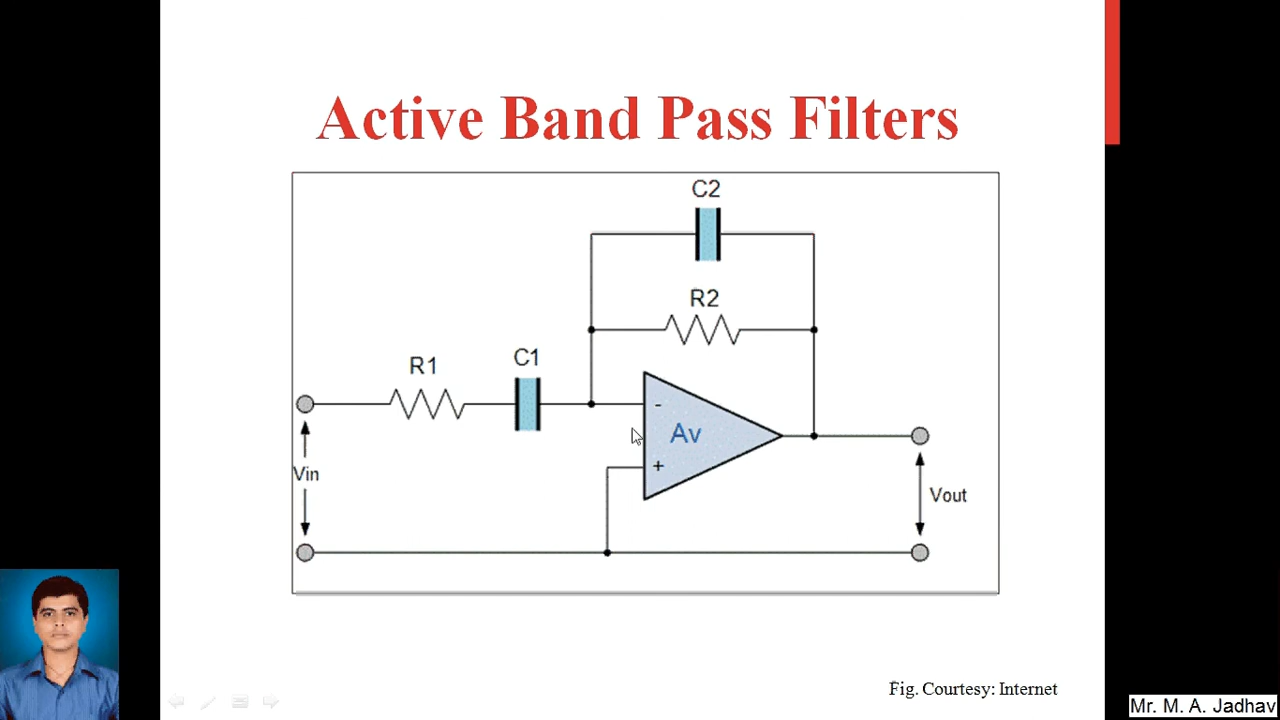 Active Band Pass Filters
C2
R2
R1
C1
-
Av
+
Vin
Vout
Fig. Courtesy: Internet
Mr. M. A. Jadhav